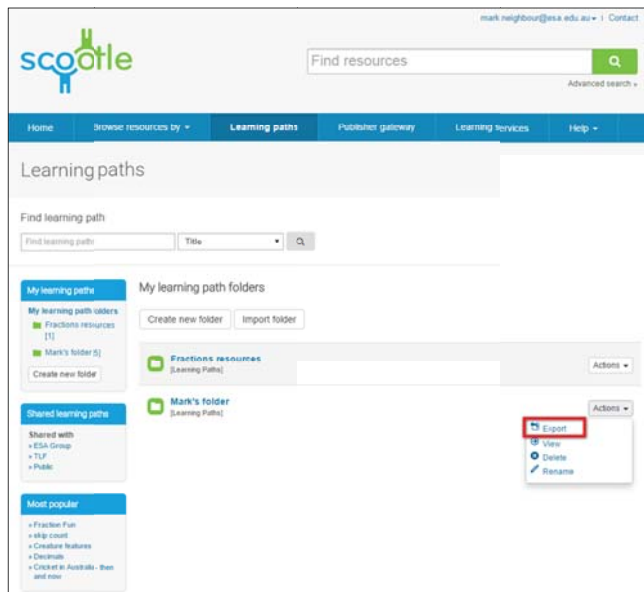 mark.neighbour@esa.edu.au | Contact
scootle
Find resources
Advanced search »
Home Browse resources by Learning paths Publisher gateway Learning services Help
Learning paths
Find learning path
Find learning path Title
My learning paths
My learning path folders
Fractions resources
[1]
Mark's folder [5]
Create new folder
Shared learning paths
Shared with
» ESA Group
» TLF
» Public
Most popular
» Fraction Fun
» skip count
» Creature features
» Decimals
» Cricket in Australia - then
and now
My learning path folders
Create new folder Import folder
Fractions resources
[Learning Paths]
Actions
Mark's folder
[Learning Paths]
Actions
Export
View
Delete
Rename